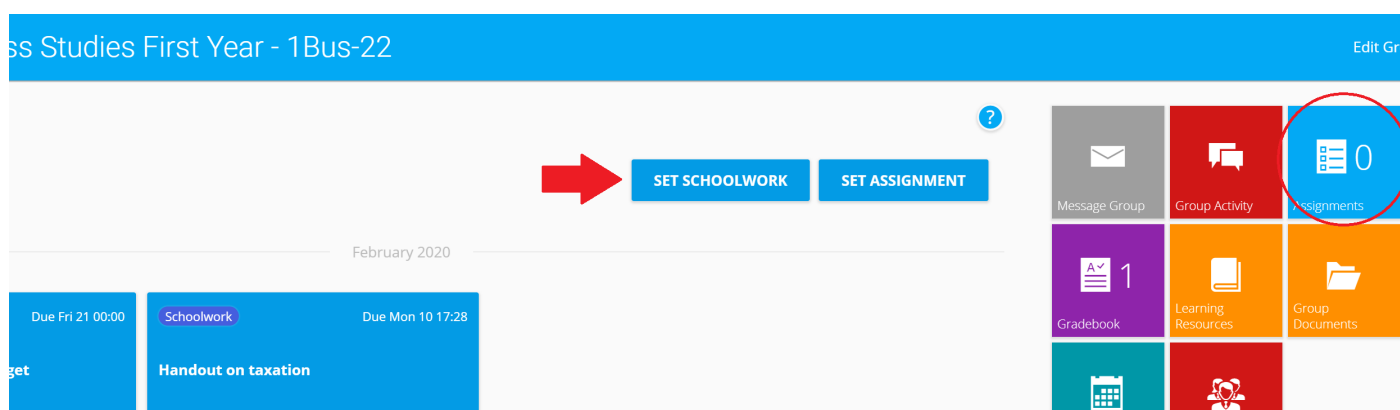 ss Studies First Year - 1Bus-22
Edit Gr
?
SET SCHOOLWORK
SET ASSIGNMENT
0
Message Group
Group Activity
Assignments
February 2020
1
Gradebook
Learning
Resources
Group
Documents
Due Fri 21 00:00
Schoolwork
Due Mon 10 17:28
get
Handout on taxation